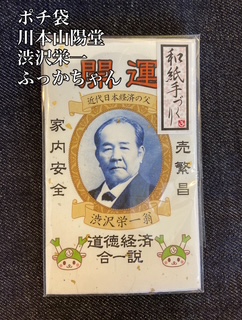 ポチ袋
川本山陽堂
渋沢栄一
ふっかちゃん
開運
和紙手づくり
近代日本経済の父
家内安全
商売繁昌
渋沢栄一翁
道徳経済
合一説